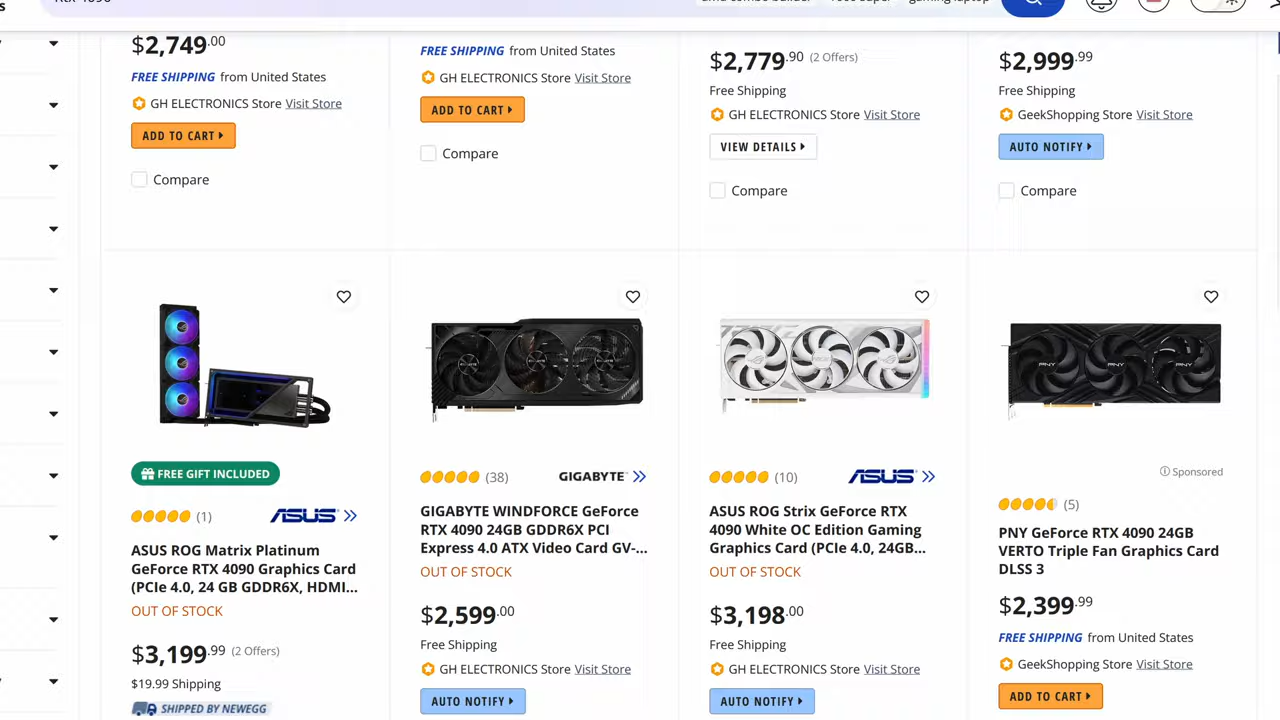 $2,749.00
FREE SHIPPING from United States
GH ELECTRONICS Store Visit Store
ADD TO CART
Compare
FREE SHIPPING from United States
GH ELECTRONICS Store Visit Store
ADD TO CART
Compare
$2,779.90 (2 Offers)
Free Shipping
GH ELECTRONICS Store Visit Store
VIEW DETAILS
Compare
$2,999.99
Free Shipping
GeekShopping Store Visit Store
AUTO NOTIFY
Compare
FREE GIFT INCLUDED
(1) ASUS
ASUS ROG Matrix Platinum
GeForce RTX 4090 Graphics Card
(PCIe 4.0, 24 GB GDDR6X, HDMI...
OUT OF STOCK
$3,199.99 (2 Offers)
$19.99 Shipping
SHIPPED BY NEWEGG
(38) GIGABYTE
GIGABYTE WINDFORCE GeForce
RTX 4090 24GB GDDR6X PCI
Express 4.0 ATX Video Card GV-...
OUT OF STOCK
$2,599.00
Free Shipping
GH ELECTRONICS Store Visit Store
AUTO NOTIFY
(10) ASUS
ASUS ROG Strix GeForce RTX
4090 White OC Edition Gaming
Graphics Card (PCIe 4.0, 24GB...
OUT OF STOCK
$3,198.00
Free Shipping
GH ELECTRONICS Store Visit Store
AUTO NOTIFY
PNY PNY PNY
Sponsored
(5)
PNY GeForce RTX 4090 24GB
VERTO Triple Fan Graphics Card
DLSS 3
$2,399.99
FREE SHIPPING from United States
GeekShopping Store Visit Store
ADD TO CART